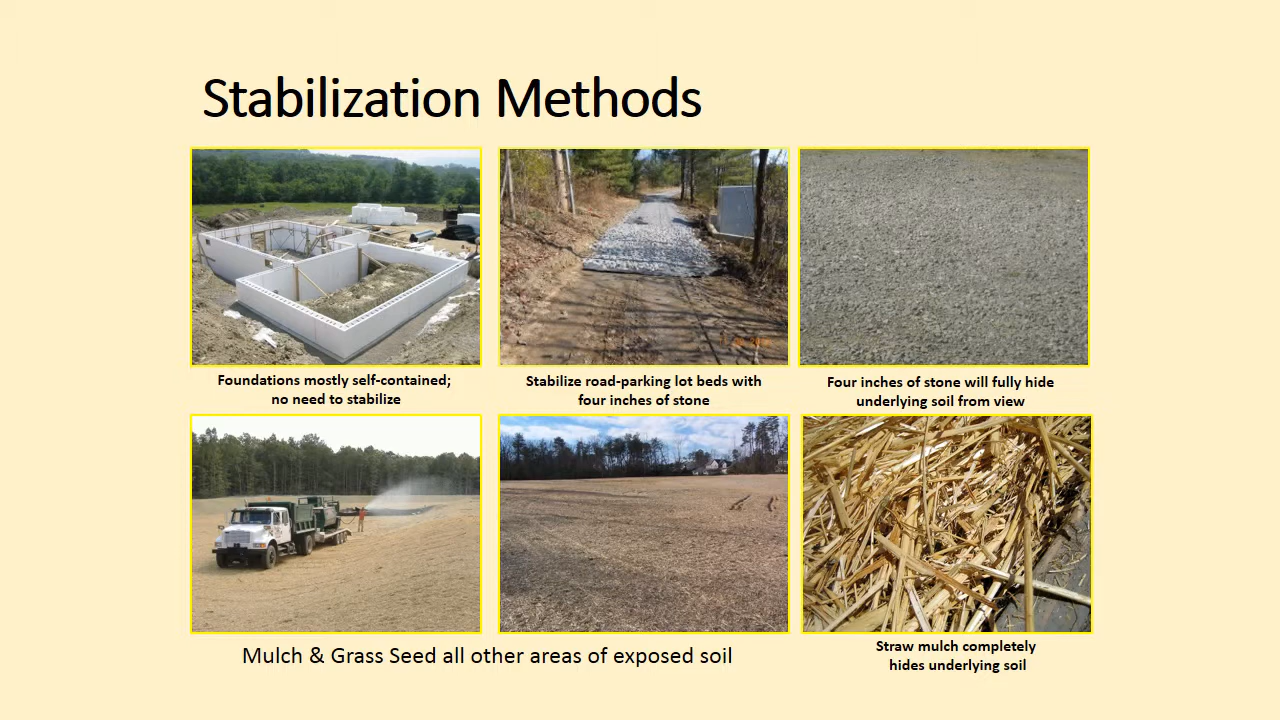 Stabilization Methods
Foundations mostly self-contained;
no need to stabilize
Stabilize road-parking lot beds with
four inches of stone
Four inches of stone will fully hide
underlying soil from view
Mulch & Grass Seed all other areas of exposed soil
Straw mulch completely
hides underlying soil